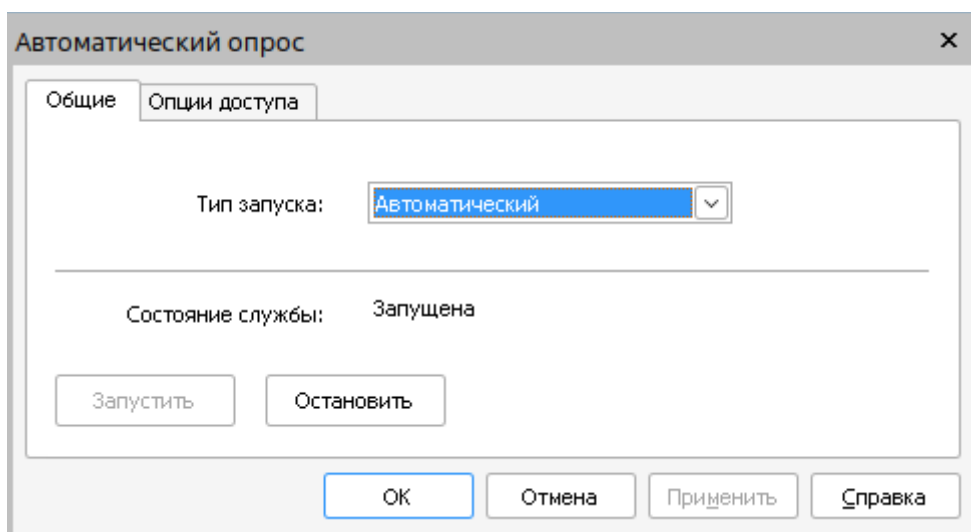 Автоматический опрос
Общие Опции доступа
Тип запуска: Автоматический
Состояние службы: Запущена
Запустить Остановить
ОК Отмена Применить Справка